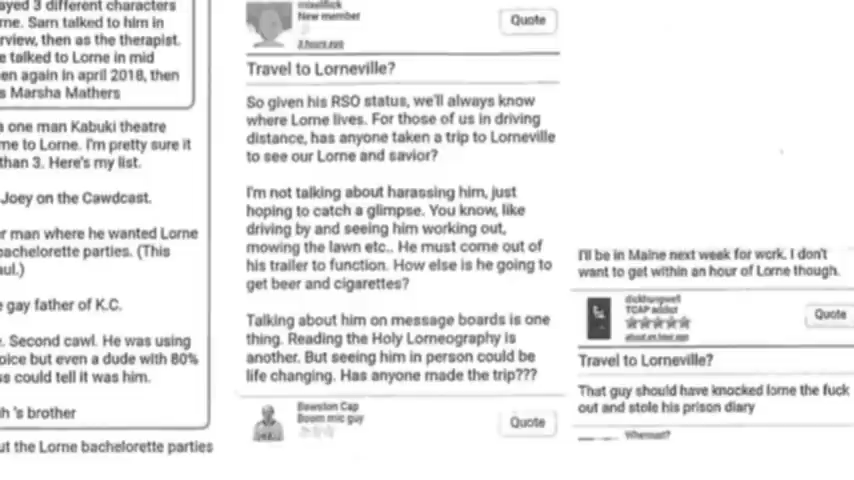 ayed 3 different characters
me. Sam talked to him in
rview, then as the therapist.
e talked to Lorne in mid
en again in april 2018, then
s Marsha Mathers
a one man Kabuki theatre
me to Lorne. I'm pretty sure it
than 3. Here's my list.
Joey on the Cawdcast.
r man where he wanted Lorne
bachelorette parties. (This
aul.)
e gay father of K.C.
e. Second cawl. He was using
oice but even a dude with 80%
ss could tell it was him.
h 's brother
ut the Lorne bachelorette parties
New member
Quote
3 hours ago
Travel to Lorneville?
So given his RSO status, we'll always know
where Lorne lives. For those of us in driving
distance, has anyone taken a trip to Lorneville
to see our Lorne and savior?
I'm not talking about harassing him, just
hoping to catch a glimpse. You know, like
driving by and seeing him working out,
mowing the lawn etc.. He must come out of
his trailer to function. How else is he going to
get beer and cigarettes?
Talking about him on message boards is one
thing. Reading the Holy Lorneography is
another. But seeing him in person could be
life changing. Has anyone made the trip???
Bewston Cap
Boom mic guy
Quote
I'll be in Maine next week for work. I don't
want to get within an hour of Lorne though.
TCAP addict
Quote
about an hour ago
Travel to Lorneville?
That guy should have knocked lorne the fuck
out and stole his prison diary